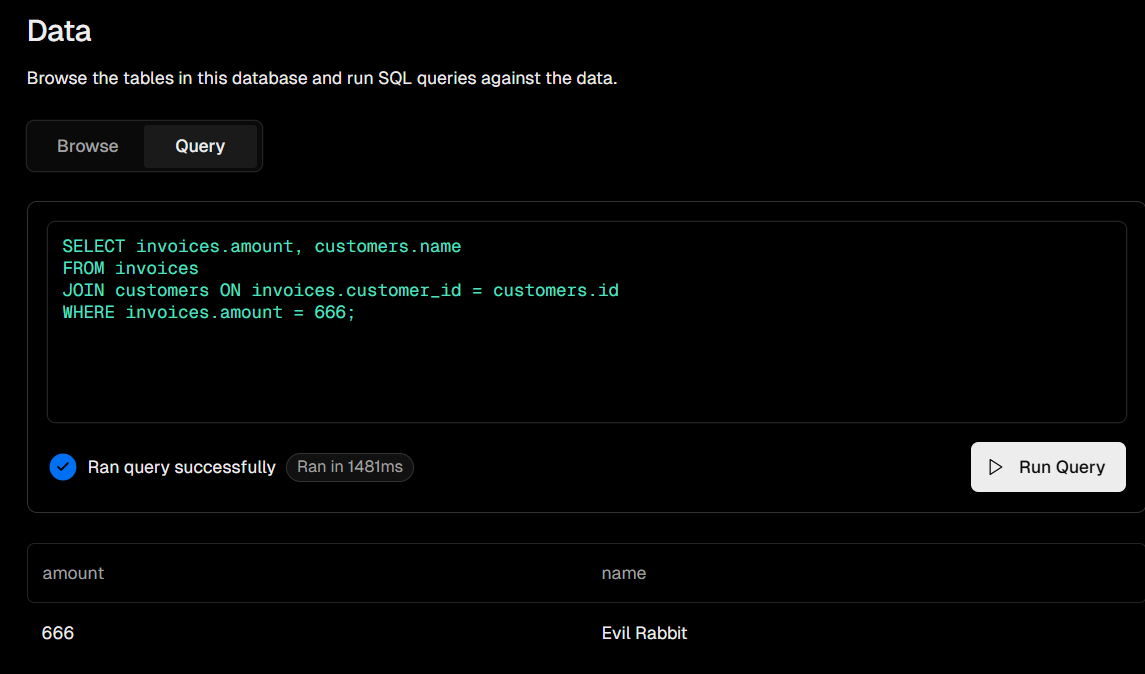 Data
Browse the tables in this database and run SQL queries against the data.
Browse Query
SELECT invoices.amount, customers.name
FROM invoices
JOIN customers ON invoices.customer_id = customers.id
WHERE invoices.amount = 666;
Ran query successfully Ran in 1481ms Run Query
amount name
666 Evil Rabbit